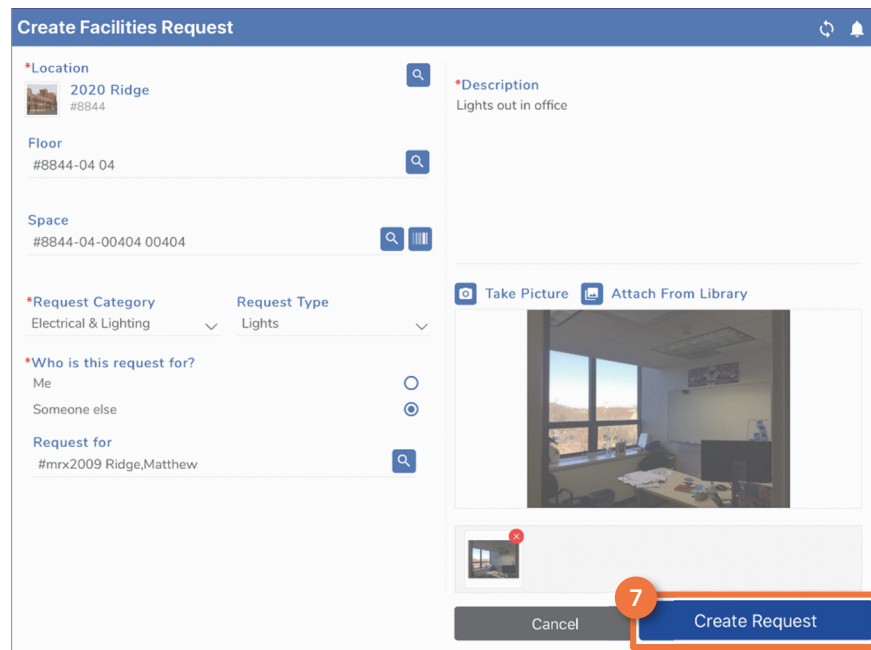 Create Facilities Request
*Location
2020 Ridge
#8844
Floor
#8844-04 04
Space
#8844-04-00404 00404
*Request Category
Request Type
Electrical & Lighting
Lights
*Who is this request for?
Me
Someone else
Request for
#mrx2009 Ridge,Matthew
*Description
Lights out in office
Take Picture
Attach From Library
7
Cancel
Create Request